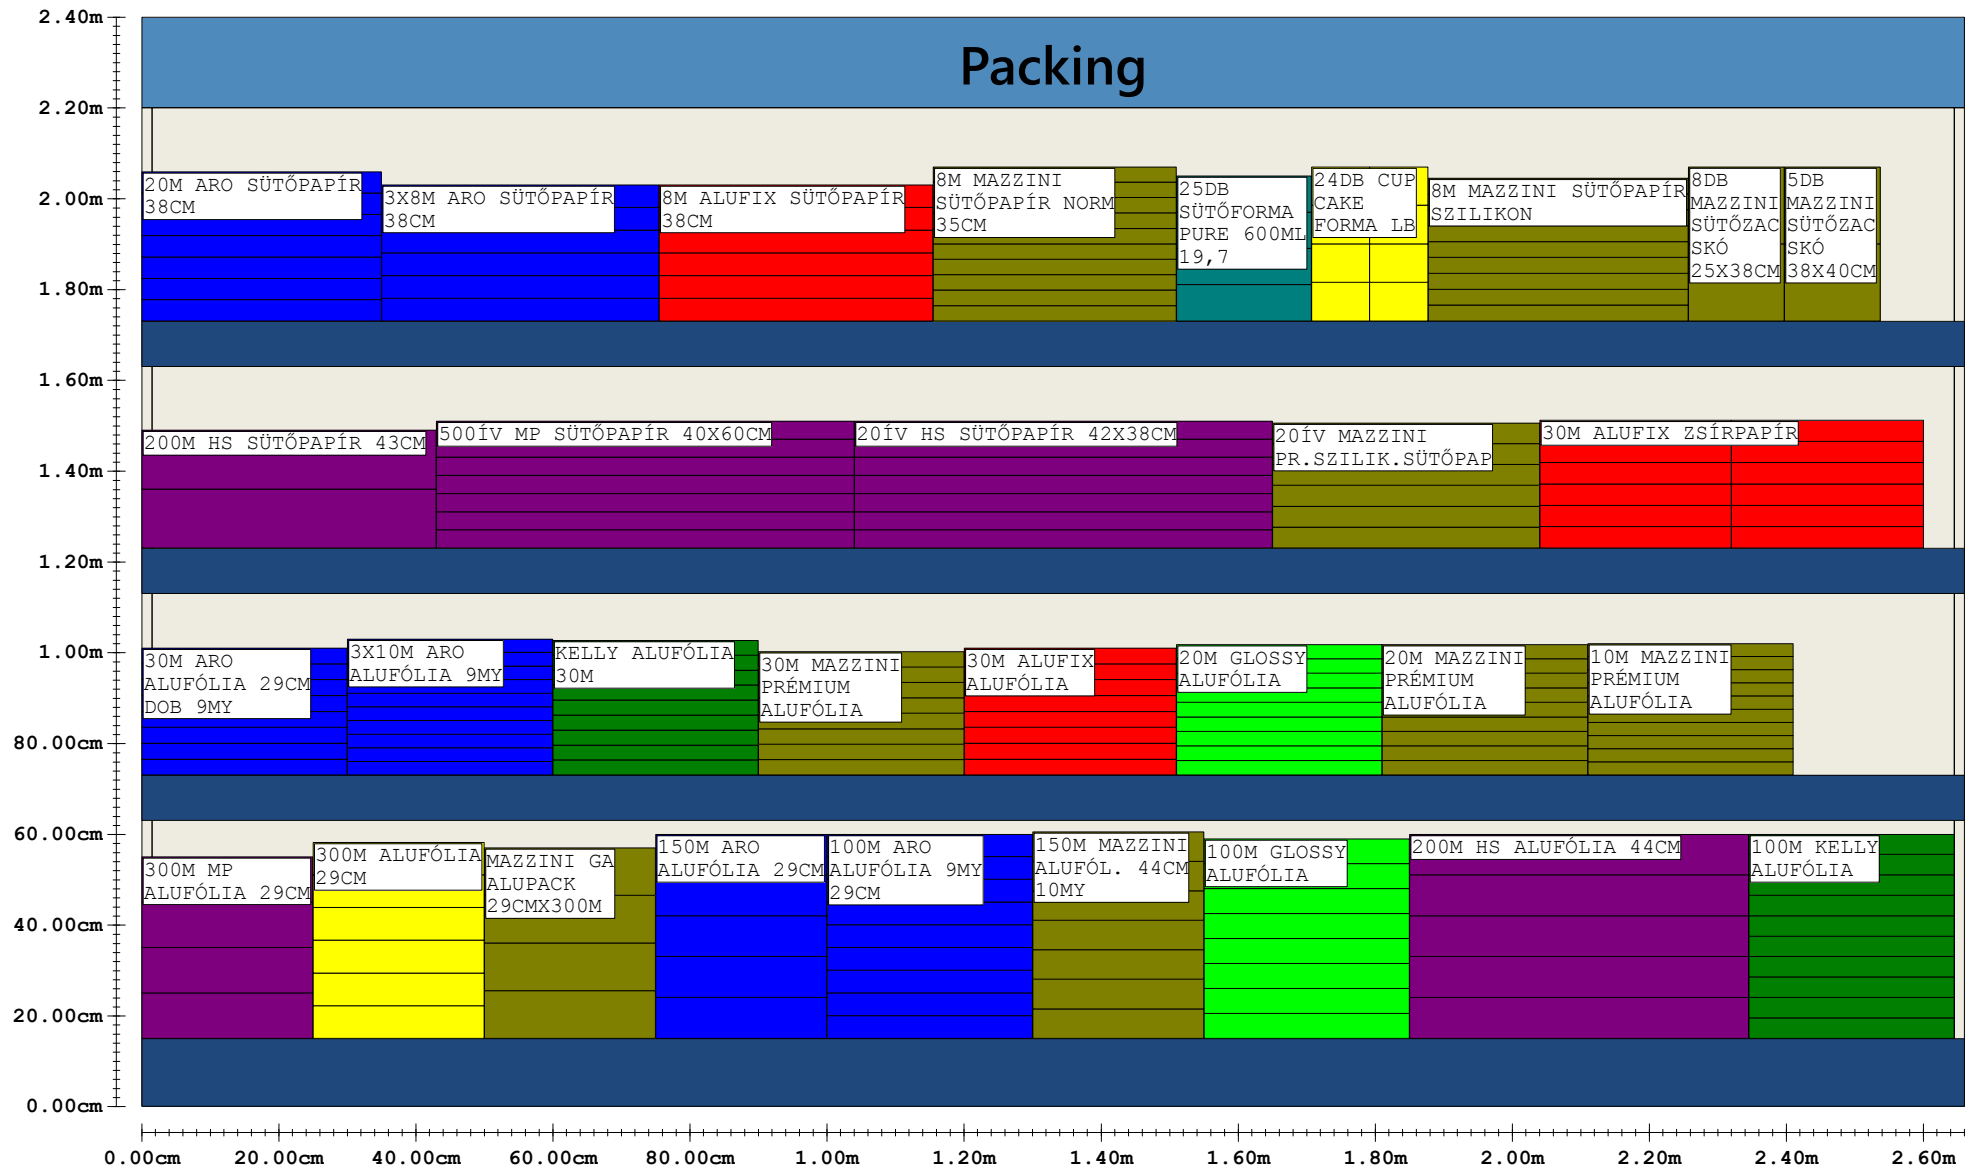 Packing
2.40m
2.20m
2.00m
1.80m
1.60m
1.40m
1.20m
1.00m
80.00cm
60.00cm
40.00cm
20.00cm
0.00cm
20M ARO SÜTŐPAPÍR
38CM
3X8M ARO SÜTŐPAPÍR
38CM
8M ALUFIX SÜTŐPAPÍR
38CM
8M MAZZINI
SÜTŐPAPÍR NORM
35CM
25DB
SÜTŐFORMA
PURE 600ML
19,7
24DB CUP
CAKE
FORMA LB
8M MAZZINI SÜTŐPAPÍR
SZILIKON
8DB
MAZZINI
SÜTŐZAC
SKÓ
25X38CM
5DB
MAZZINI
SÜTŐZAC
SKÓ
38X40CM
200M HS SÜTŐPAPÍR 43CM
500ÍV MP SÜTŐPAPÍR 40X60CM
20ÍV HS SÜTŐPAPÍR 42X38CM
20ÍV MAZZINI
PR.SZILIK.SÜTŐPAP
30M ALUFIX ZSÍRPAPÍR
30M ARO
ALUFÓLIA 29CM
DOB 9MY
3X10M ARO
ALUFÓLIA 9MY
KELLY ALUFÓLIA
30M
30M MAZZINI
PRÉMIUM
ALUFÓLIA
30M ALUFIX
ALUFÓLIA
20M GLOSSY
ALUFÓLIA
20M MAZZINI
PRÉMIUM
ALUFÓLIA
10M MAZZINI
PRÉMIUM
ALUFÓLIA
300M MP
ALUFÓLIA 29CM
300M ALUFÓLIA
29CM
MAZZINI GA
ALUPACK
29CMX300M
150M ARO
ALUFÓLIA 29CM
100M ARO
ALUFÓLIA 9MY
29CM
150M MAZZINI
ALUFÓL. 44CM
10MY
100M GLOSSY
ALUFÓLIA
200M HS ALUFÓLIA 44CM
100M KELLY
ALUFÓLIA
0.00cm 20.00cm 40.00cm 60.00cm 80.00cm 1.00m 1.20m 1.40m 1.60m 1.80m 2.00m 2.20m 2.40m 2.60m